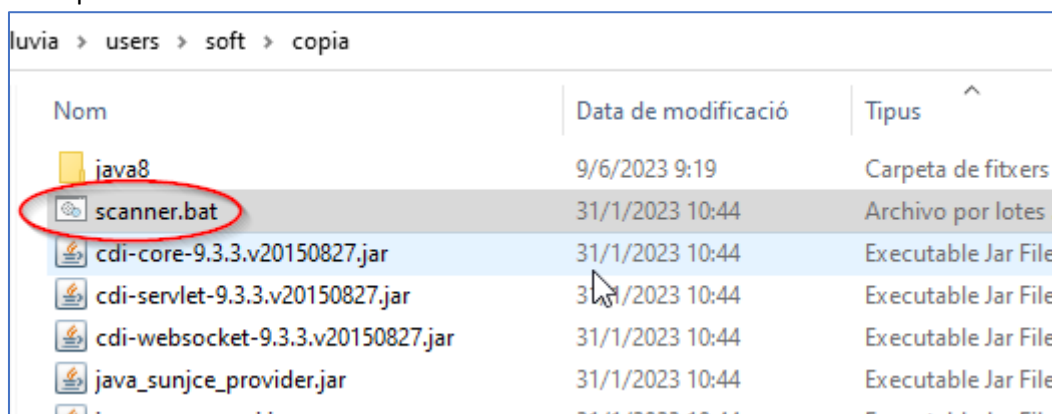 luvia > users > soft > copia
Nom Data de modificació Tipus
java8 9/6/2023 9:19 Carpeta de fitxers
scanner.bat 31/1/2023 10:44 Archivo por lotes
cdi-core-9.3.3.v20150827.jar 31/1/2023 10:44 Executable Jar File
cdi-servlet-9.3.3.v20150827.jar /2023 10:44 Executable Jar File
cdi-websocket-9.3.3.v20150827.jar 31/1/2023 10:44 Executable Jar File
java_sunjce_provider.jar 31/1/2023 10:44 Executable Jar File